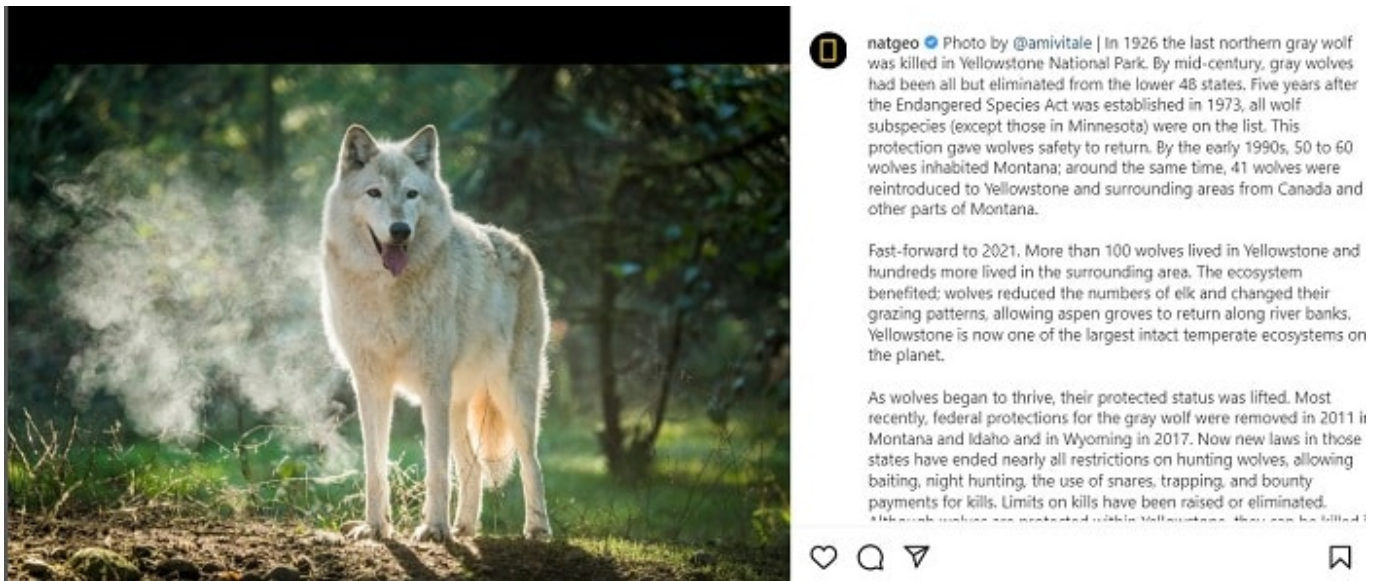 natgeo Photo by @amivitale | In 1926 the last northern gray wolf
was killed in Yellowstone National Park. By mid-century, gray wolves
had been all but eliminated from the lower 48 states. Five years after
the Endangered Species Act was established in 1973, all wolf
subspecies (except those in Minnesota) were on the list. This
protection gave wolves safety to return. By the early 1990s, 50 to 60
wolves inhabited Montana; around the same time, 41 wolves were
reintroduced to Yellowstone and surrounding areas from Canada and
other parts of Montana.
Fast-forward to 2021. More than 100 wolves lived in Yellowstone and
hundreds more lived in the surrounding area. The ecosystem
benefited; wolves reduced the numbers of elk and changed their
grazing patterns, allowing aspen groves to return along river banks.
Yellowstone is now one of the largest intact temperate ecosystems on
the planet.
As wolves began to thrive, their protected status was lifted. Most
recently, federal protections for the gray wolf were removed in 2011 in
Montana and Idaho and in Wyoming in 2017. Now new laws in those
states have ended nearly all restrictions on hunting wolves, allowing
baiting, night hunting, the use of snares, trapping, and bounty
payments for kills. Limits on kills have been raised or eliminated.
Although wolves are protected within Yellowstone, they can be killed